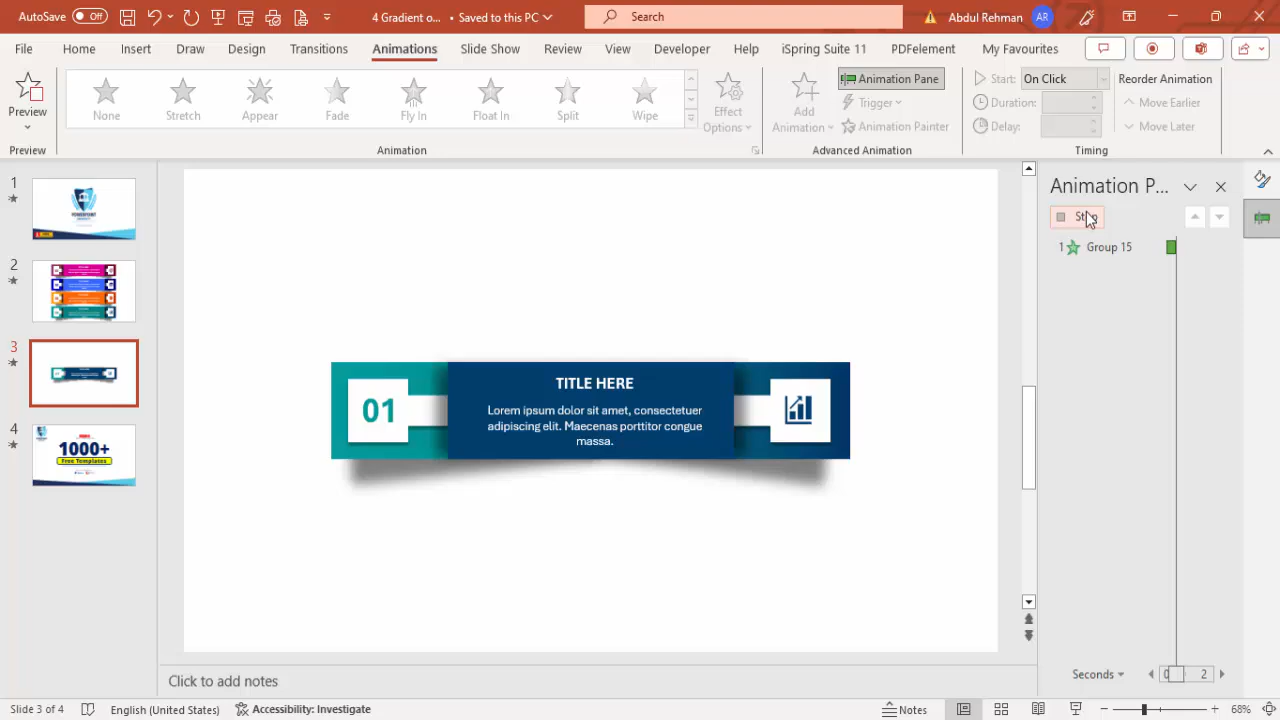 AutoSave Off 4 Gradient o... • Saved to this PC Search Abdul Rehman AR
File Home Insert Draw Design Transitions Animations Slide Show Review View Developer Help iSpring Suite 11 PDFelement My Favourites
Preview None Stretch Appear Fade Fly In Float In Split Wipe Effect Options Add Animation
Animation Pane Start: On Click Reorder Animation
Trigger Duration: Move Earlier
Animation Painter Delay: Move Later
Preview Animation Advanced Animation Timing
Animation P...
1 Group 15
1
2
3
4
1000+
Free Templates
01
TITLE HERE
Lorem ipsum dolor sit amet, consectetuer
adipiscing elit. Maecenas porttitor congue
massa.
Seconds 0 2
Click to add notes
Slide 3 of 4 English (United States) Accessibility: Investigate Notes 68%